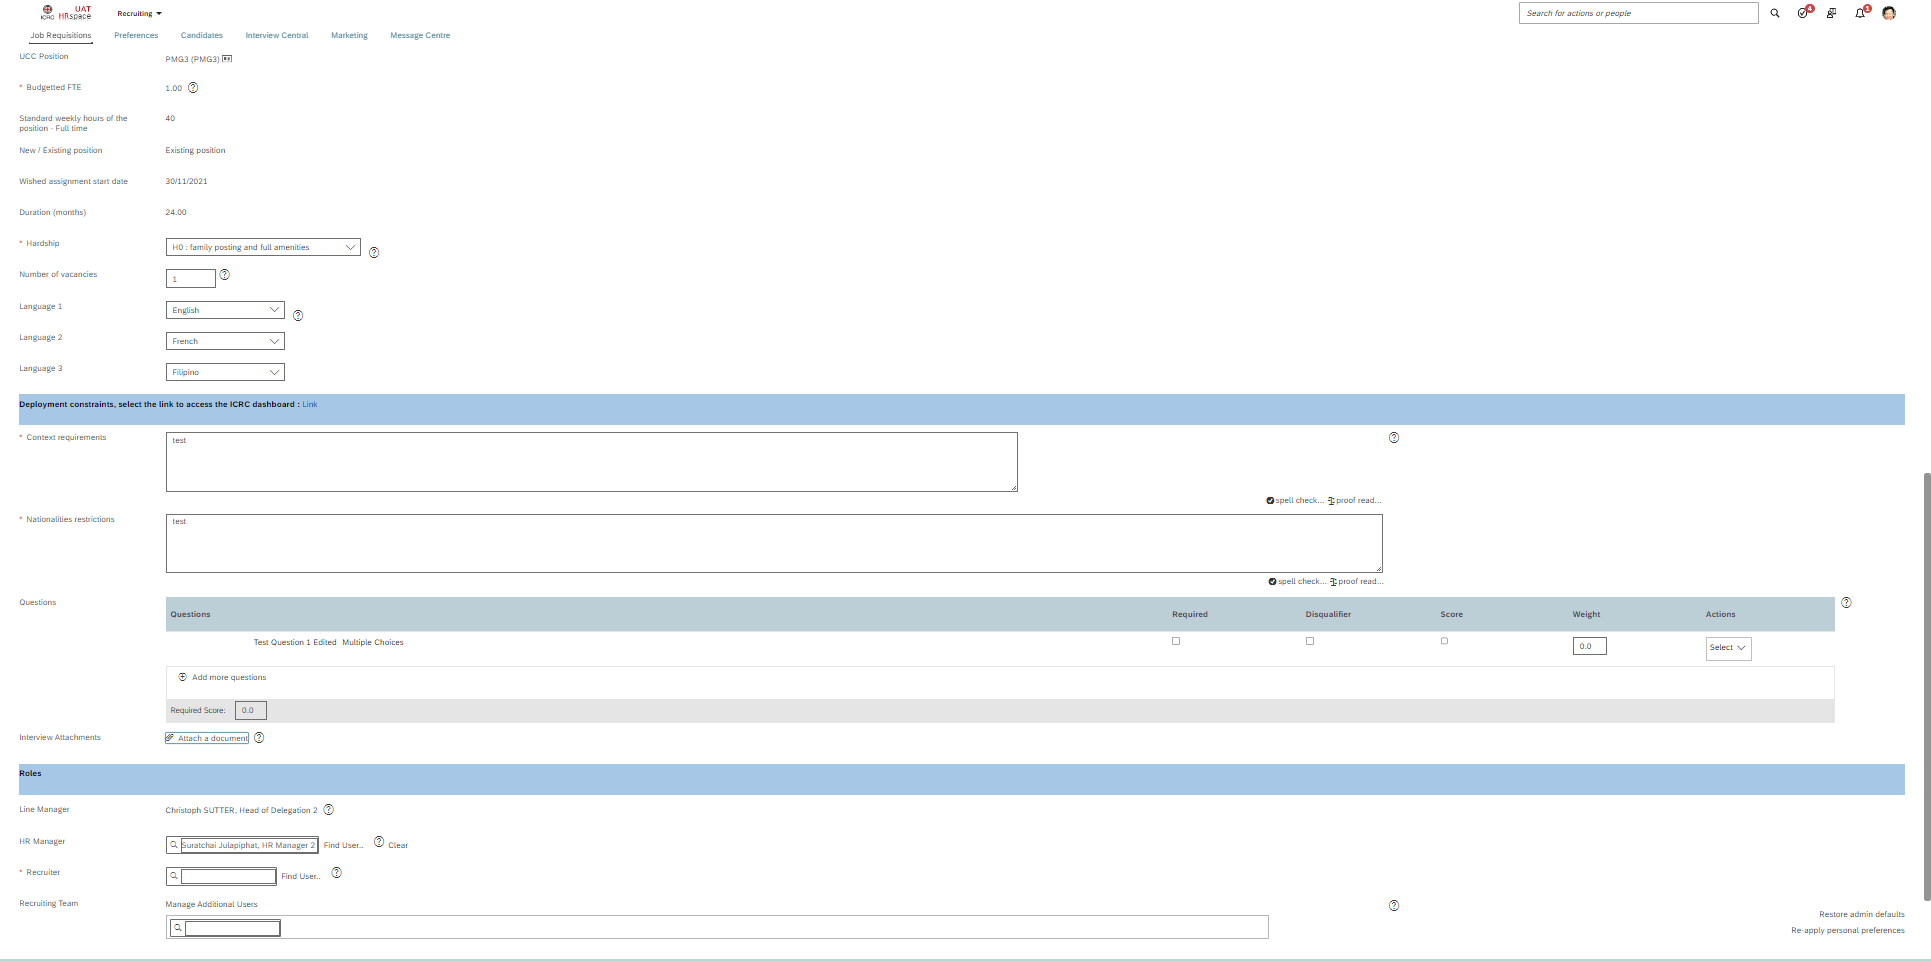 ICRC
UAT
HRspace
Recruiting
Search for actions or people
4
1
Job Requisitions
Preferences
Candidates
Interview Central
Marketing
Message Centre
UCC Position
PMG3 (PMG3)
* Budgetted FTE
1.00
Standard weekly hours of the
position - Full time
40
New / Existing position
Existing position
Wished assignment start date
30/11/2021
Duration (months)
24.00
* Hardship
H0 : family posting and full amenities
Number of vacancies
1
Language 1
English
Language 2
French
Language 3
Filipino
Deployment constraints, select the link to access the ICRC dashboard : Link
* Context requirements
test
spell check... proof read...
* Nationalities restrictions
test
spell check... proof read...
Questions
Questions
Required
Disqualifier
Score
Weight
Actions
Test Question 1 Edited Multiple Choices
0.0
Select
Add more questions
Required Score:
0.0
Interview Attachments
Attach a document
Roles
Line Manager
Christoph SUTTER, Head of Delegation 2
HR Manager
Suratchai Julapiphat, HR Manager 2
Find User..
Clear
* Recruiter
Find User..
Recruiting Team
Manage Additional Users
Restore admin defaults
Re-apply personal preferences